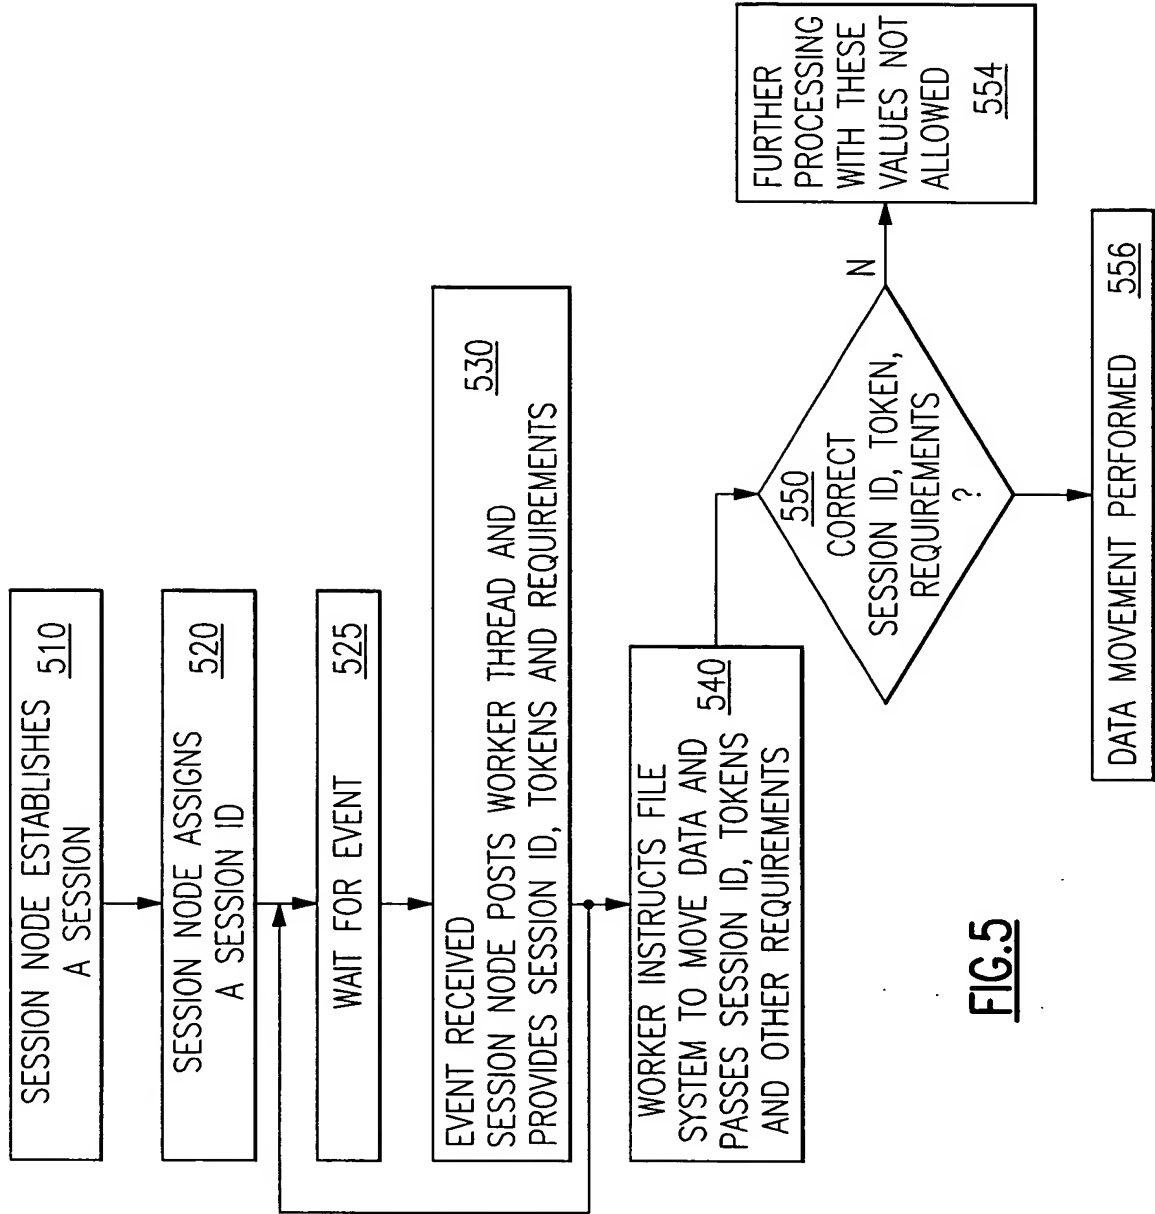 SESSION NODE ESTABLISHES 510
A SESSION
SESSION NODE ASSIGNS 520
A SESSION ID
WAIT FOR EVENT 525
EVENT RECEIVED 530
SESSION NODE POSTS WORKER THREAD AND
PROVIDES SESSION ID, TOKENS AND REQUIREMENTS
WORKER INSTRUCTS FILE
SYSTEM TO MOVE DATA AND 540
PASSES SESSION ID, TOKENS
AND OTHER REQUIREMENTS
550
CORRECT
SESSION ID, TOKEN,
REQUIREMENTS
?
N
FURTHER
PROCESSING
WITH THESE
VALUES NOT
ALLOWED
554
DATA MOVEMENT PERFORMED 556
FIG.5